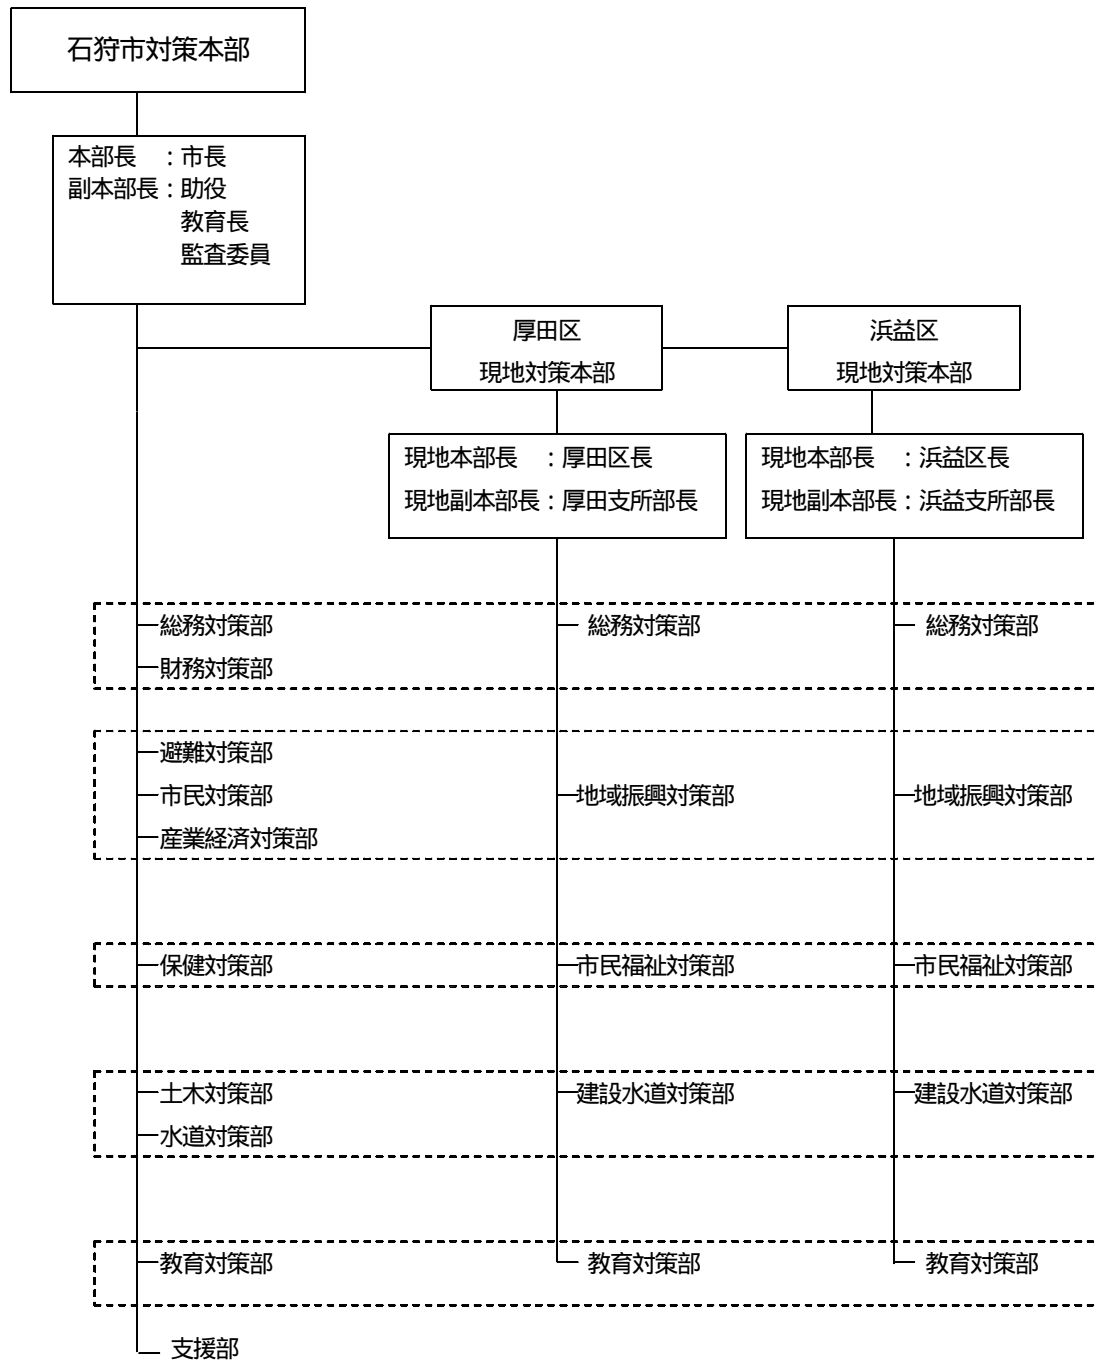 石狩市対策本部
本部長　：市長
副本部長：助役
教育長
監査委員
厚田区
現地対策本部
浜益区
現地対策本部
現地本部長　：厚田区長
現地副本部長：厚田支所部長
現地本部長　：浜益区長
現地副本部長：浜益支所部長
総務対策部
総務対策部
総務対策部
財務対策部
避難対策部
市民対策部
地域振興対策部
地域振興対策部
産業経済対策部
保健対策部
市民福祉対策部
市民福祉対策部
土木対策部
建設水道対策部
建設水道対策部
水道対策部
教育対策部
教育対策部
教育対策部
支援部